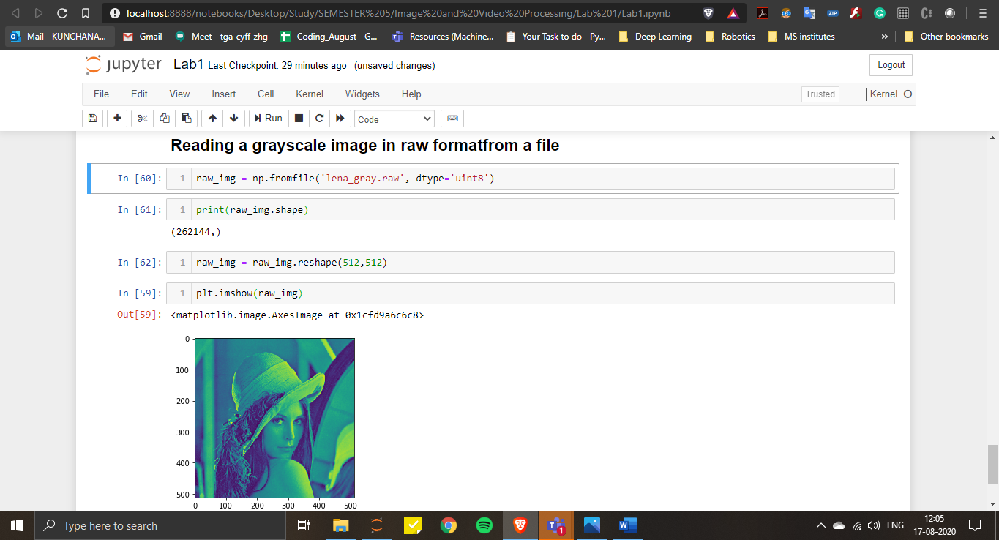 localhost:8888/notebooks/Desktop/Study/SEMESTER%205/Image%20and%20Video%20Processing/Lab%201/Lab1.ipynb
Mail - KUNCHANA... Gmail Meet - tga-cyff-zhg Coding_August - G... Resources (Machine... Your Task to do - Py... Deep Learning Robotics MS institutes » Other bookmarks
jupyter Lab1 Last Checkpoint: 29 minutes ago (unsaved changes) Logout
File Edit View Insert Cell Kernel Widgets Help Trusted Kernel
Run Code
Reading a grayscale image in raw formatfrom a file
In [60]: 1 raw_img = np.fromfile('lena_gray.raw', dtype='uint8')
In [61]: 1 print(raw_img.shape)
(262144,)
In [62]: 1 raw_img = raw_img.reshape(512,512)
In [59]: 1 plt.imshow(raw_img)
Out[59]: <matplotlib.image.AxesImage at 0x1cfd9a6c6c8>
0
100
200
300
400
500
0 100 200 300 400 500
Type here to search 1 ENG 12:05
17-08-2020